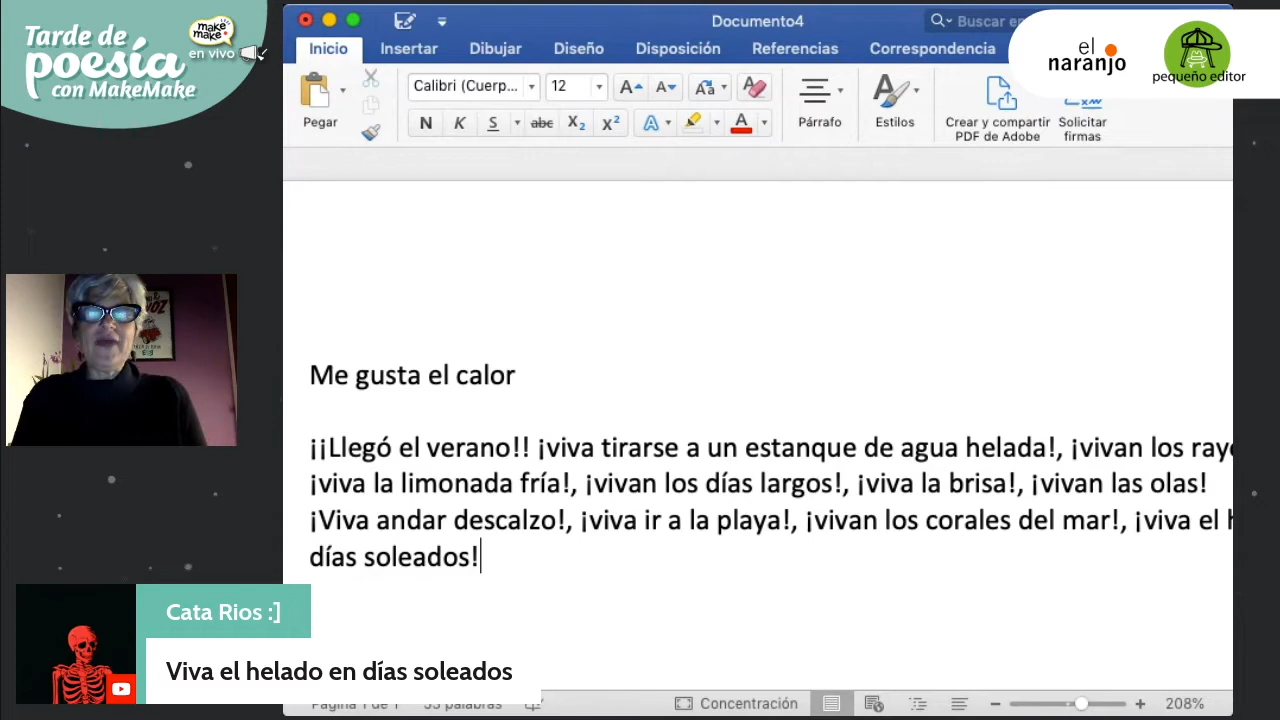 Tarde de
poesía
con MakeMake
make
make
en vivo
Documento4
Buscar en
el
naranjo
pequeño editor
Inicio
Insertar
Dibujar
Diseño
Disposición
Referencias
Correspondencia
Pegar
Calibri (Cuerp...
12
N K S abc X₂ X²
Párrafo
Estilos
Crear y compartir
PDF de Adobe
Solicitar
firmas
Me gusta el calor
¡¡Llegó el verano!! ¡viva tirarse a un estanque de agua helada!, ¡vivan los
¡viva la limonada fría!, ¡vivan los días largos!, ¡viva la brisa!, ¡vivan las olas!
¡Viva andar descalzo!, ¡viva ir a la playa!, ¡vivan los corales del mar!, ¡viva el
días soleados!
Cata Rios :]
Viva el helado en días soleados
Página 1 de 1
palabras
Concentración
208%